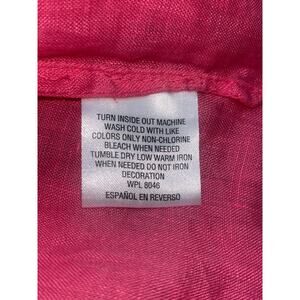 TURN INSIDE OUT MACHINE
WASH COLD WITH LIKE
COLORS ONLY NON-CHLORINE
BLEACH WHEN NEEDED
TUMBLE DRY LOW WARM IRON
WHEN NEEDED DO NOT IRON
DECORATION
WPL 8046
ESPAÑOL EN REVERSO